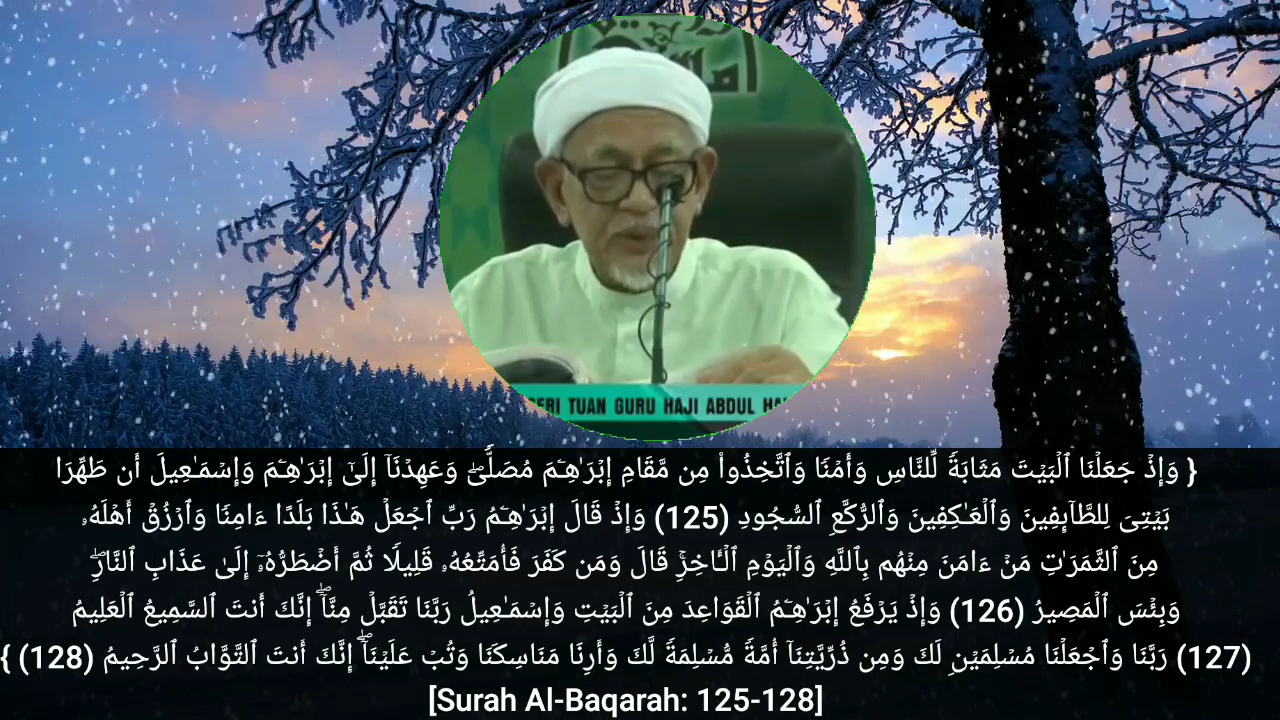 SERI TUAN GURU HAJI ABDUL HA
{ وَإِذۡ جَعَلۡنَا ٱلۡبَيۡتَ مَثَابَةٗ لِّلنَّاسِ وَأَمۡنٗا وَٱتَّخِذُواْ مِن مَّقَامِ إِبۡرَٰهِـۧمَ مُصَلّٗىۖ وَعَهِدۡنَآ إِلَىٰٓ إِبۡرَٰهِـۧمَ وَإِسۡمَٰعِيلَ أَن طَهِّرَا
بَيۡتِيَ لِلطَّآئِفِينَ وَٱلۡعَٰكِفِينَ وَٱلرُّكَّعِ ٱلسُّجُودِ (125) وَإِذۡ قَالَ إِبۡرَٰهِـۧمُ رَبِّ ٱجۡعَلۡ هَٰذَا بَلَدًا ءَامِنٗا وَٱرۡزُقۡ أَهۡلَهُۥ
مِنَ ٱلثَّمَرَٰتِ مَنۡ ءَامَنَ مِنۡهُم بِٱللَّهِ وَٱلۡيَوۡمِ ٱلۡأٓخِرِۚ قَالَ وَمَن كَفَرَ فَأُمَتِّعُهُۥ قَلِيلٗا ثُمَّ أَضۡطَرُّهُۥٓ إِلَىٰ عَذَابِ ٱلنَّارِۖ
وَبِئۡسَ ٱلۡمَصِيرُ (126) وَإِذۡ يَرۡفَعُ إِبۡرَٰهِـۧمُ ٱلۡقَوَاعِدَ مِنَ ٱلۡبَيۡتِ وَإِسۡمَٰعِيلُ رَبَّنَا تَقَبَّلۡ مِنَّآۖ إِنَّكَ أَنتَ ٱلسَّمِيعُ ٱلۡعَلِيمُ
(127) رَبَّنَا وَٱجۡعَلۡنَا مُسۡلِمَيۡنِ لَكَ وَمِن ذُرِّيَّتِنَآ أُمَّةٗ مُّسۡلِمَةٗ لَّكَ وَأَرِنَا مَنَاسِكَنَا وَتُبۡ عَلَيۡنَآۖ إِنَّكَ أَنتَ ٱلتَّوَّابُ ٱلرَّحِيمُ (128) }
[Surah Al-Baqarah: 125-128]